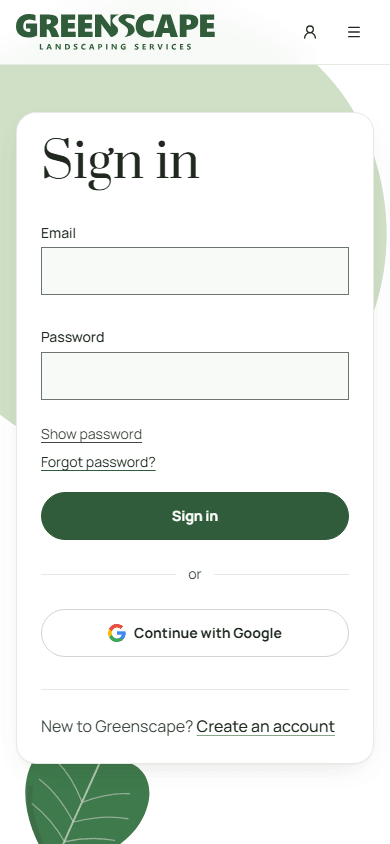 GREENSCAPE
LANDSCAPING SERVICES
Sign in
Email
Password
Show password
Forgot password?
Sign in
or
Continue with Google
New to Greenscape? Create an account